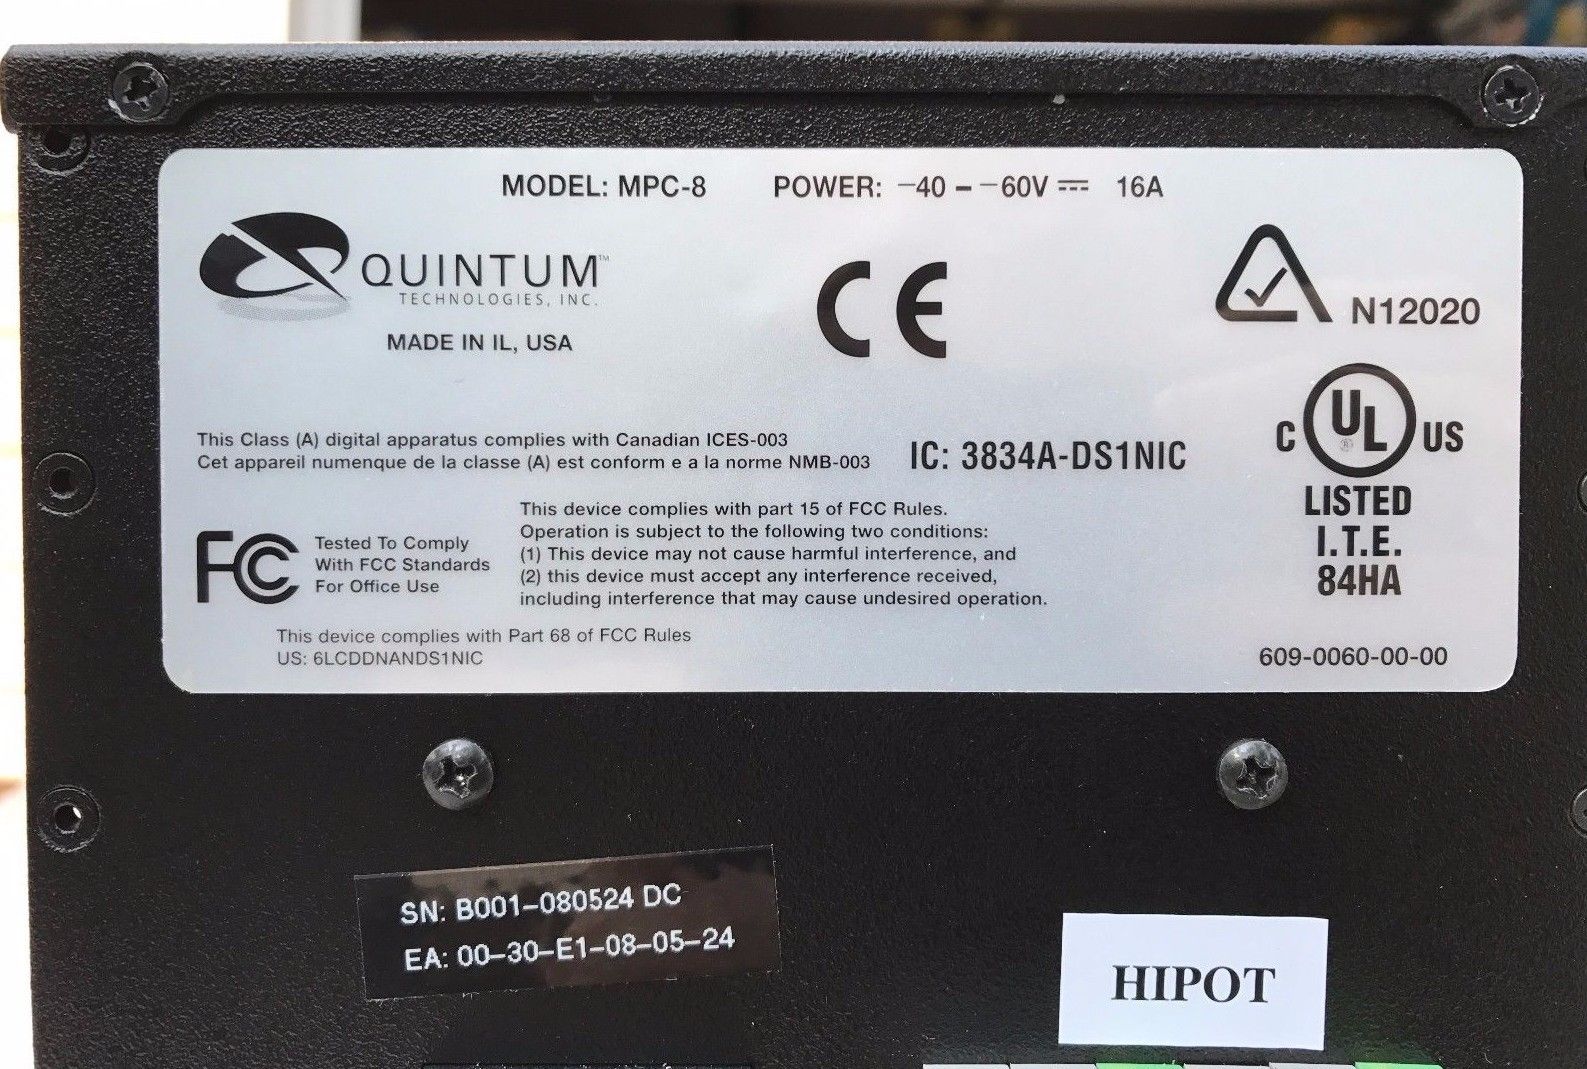 MODEL: MPC-8 POWER: –40 – –60V ⎓ 16A
QUINTUM™
TECHNOLOGIES, INC.
MADE IN IL, USA
CE
N12020
This Class (A) digital apparatus complies with Canadian ICES-003
Cet appareil numenque de la classe (A) est conform e a la norme NMB-003
IC: 3834A-DS1NIC
C UL® US
LISTED
I.T.E.
84HA
FC
Tested To Comply
With FCC Standards
For Office Use
This device complies with part 15 of FCC Rules.
Operation is subject to the following two conditions:
(1) This device may not cause harmful interference, and
(2) this device must accept any interference received,
including interference that may cause undesired operation.
This device complies with Part 68 of FCC Rules
US: 6LCDDNANDS1NIC
609-0060-00-00
SN: B001-080524 DC
EA: 00-30-E1-08-05-24
HIPOT